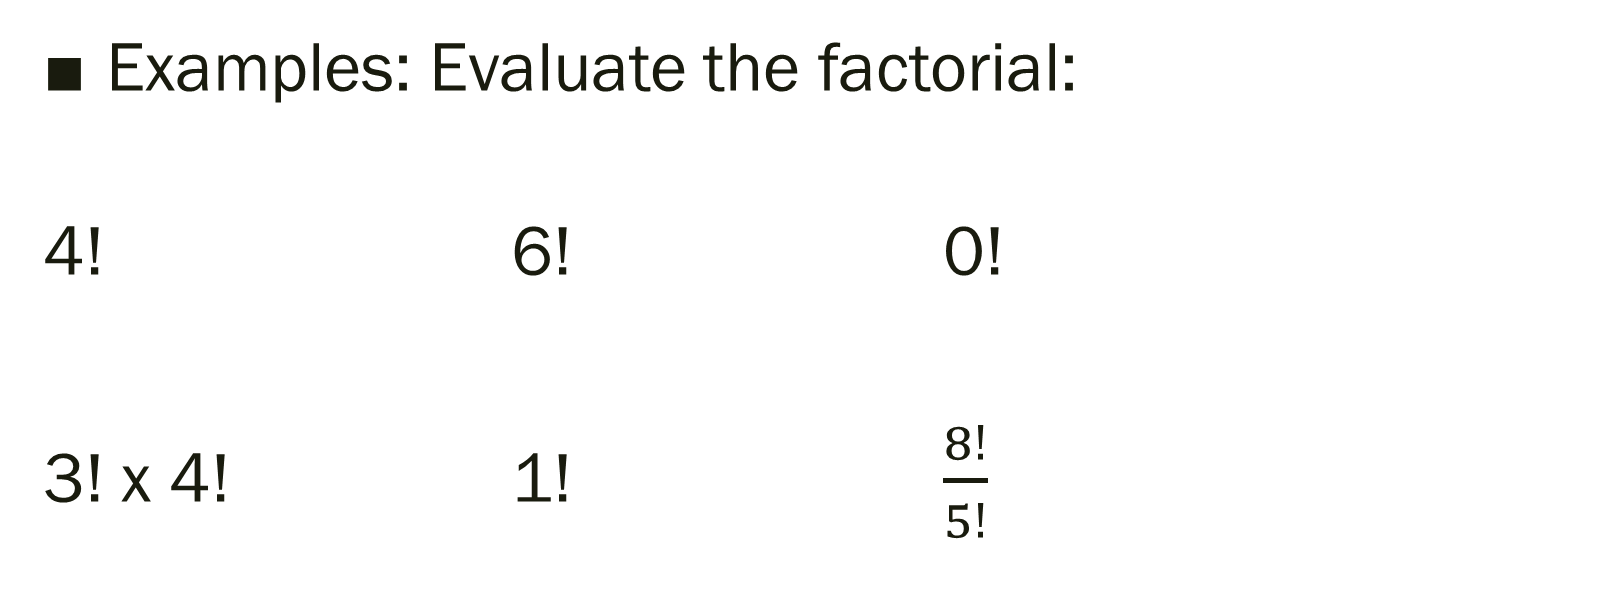 ■ Examples: Evaluate the factorial:
4! 6! 0!
3! x 4! 1! 8!/5!